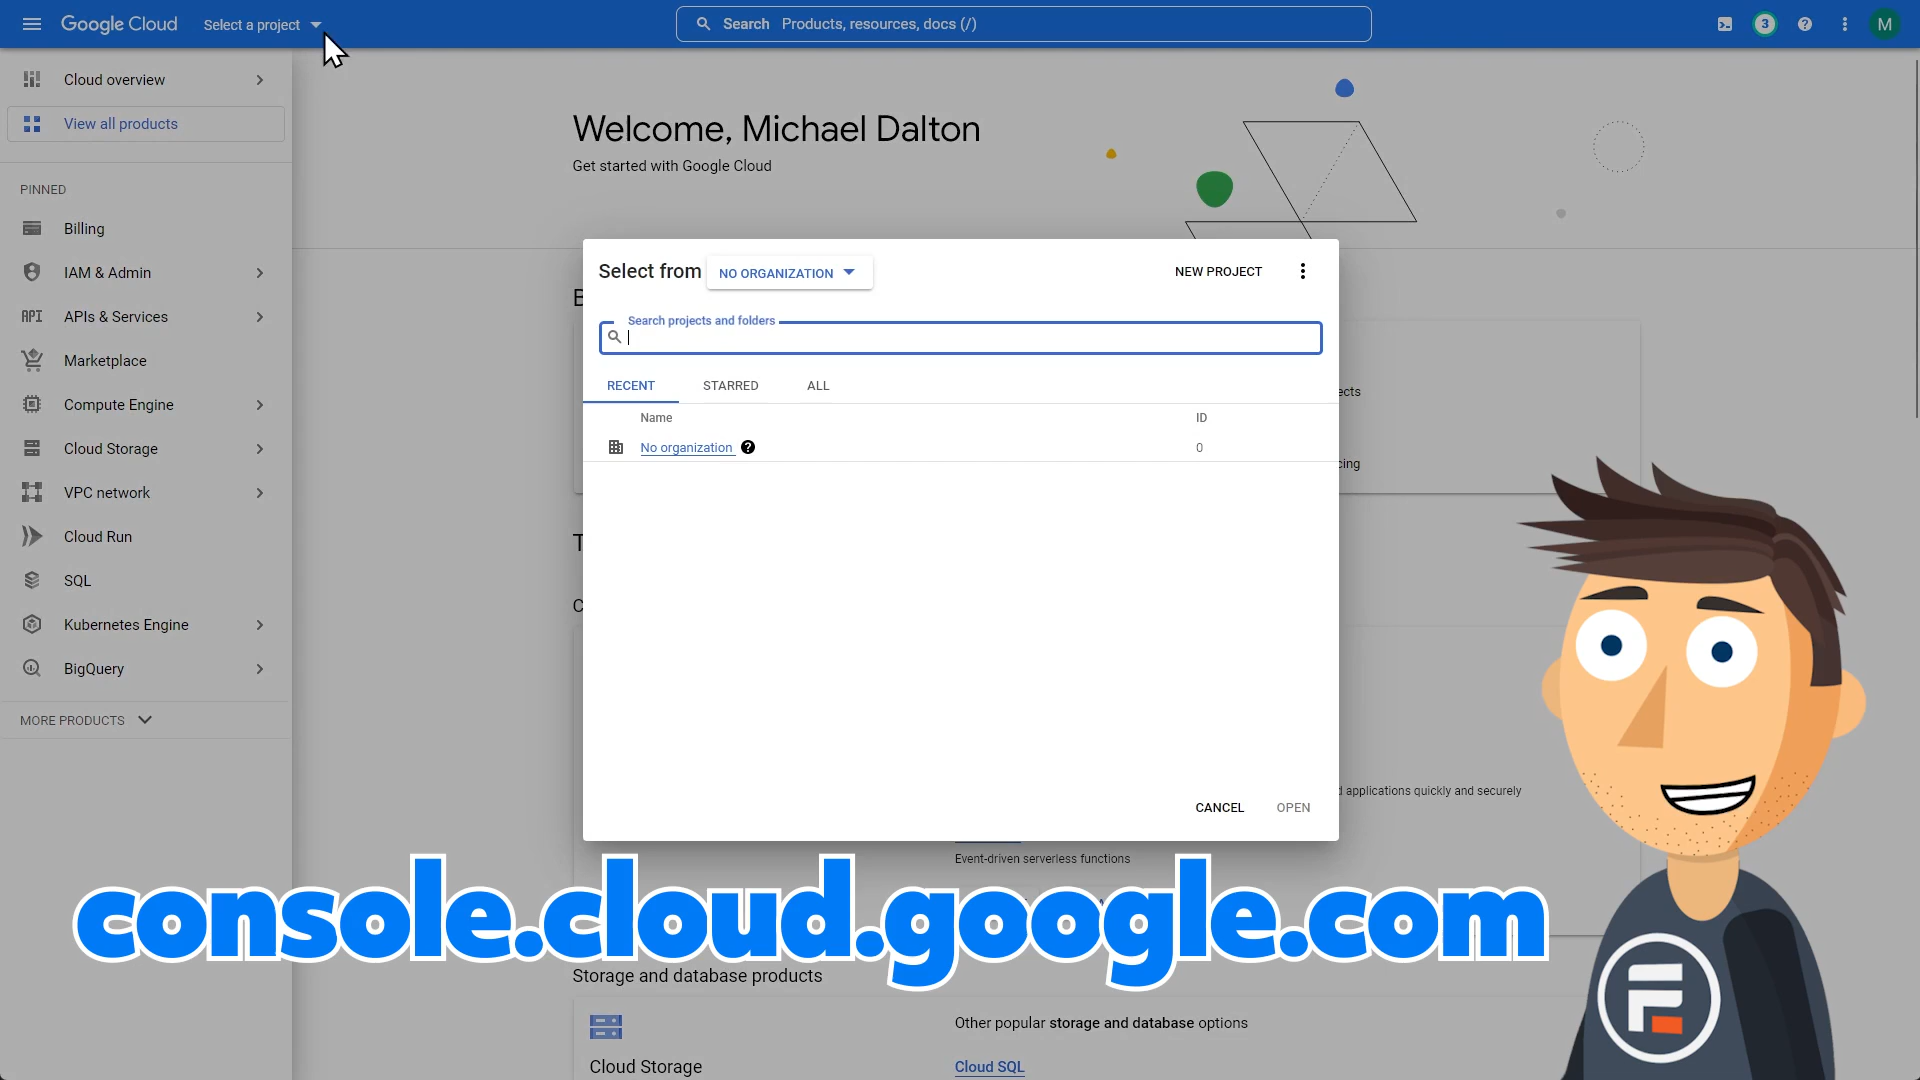 Google Cloud
Select a project
Search Products, resources, docs (/)
3
M
Cloud overview
View all products
PINNED
Billing
IAM & Admin
API APIs & Services
Marketplace
Compute Engine
Cloud Storage
VPC network
Cloud Run
SQL
Kubernetes Engine
BigQuery
MORE PRODUCTS
Welcome, Michael Dalton
Get started with Google Cloud
Select from NO ORGANIZATION
NEW PROJECT
Search projects and folders
RECENT STARRED ALL
Name ID
No organization 0
CANCEL OPEN
applications quickly and securely
Event-driven serverless functions
console.cloud.google.com
Storage and database products
Other popular storage and database options
Cloud Storage
Cloud SQL